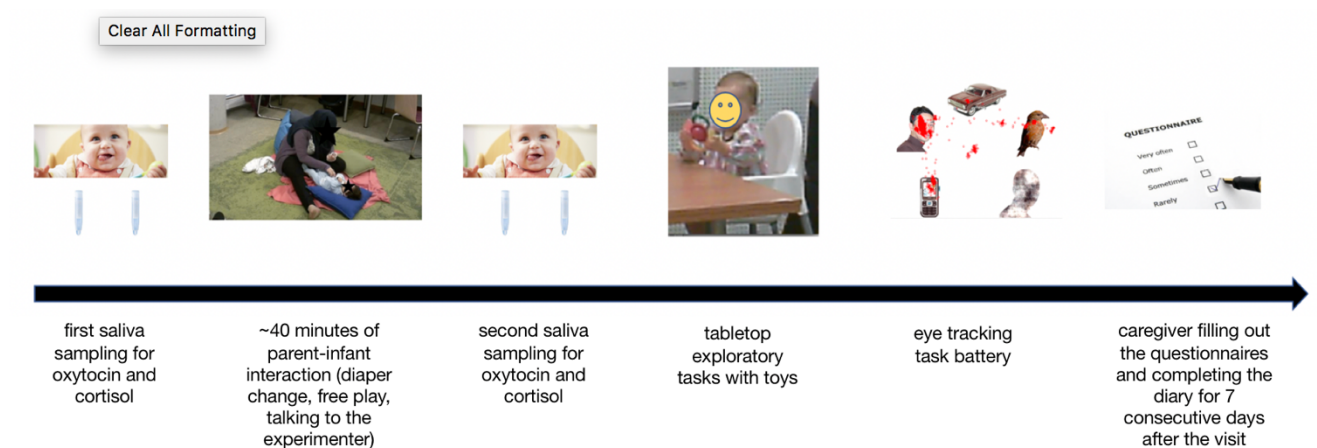 Clear All Formatting
QUESTIONNAIRE
Very often
Often
Sometimes
Rarely
first saliva
sampling for
oxytocin and
cortisol
~40 minutes of
parent-infant
interaction (diaper
change, free play,
talking to the
experimenter)
second saliva
sampling for
oxytocin and
cortisol
tabletop
exploratory
tasks with toys
eye tracking
task battery
caregiver filling out
the questionnaires
and completing the
diary for 7
consecutive days
after the visit